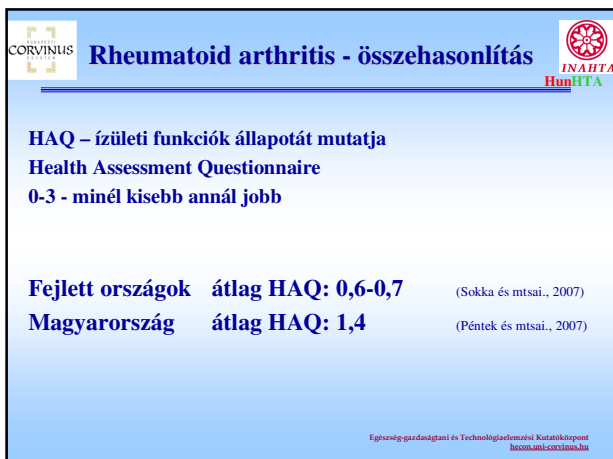 BUDAPESTI
CORVINUS
EGYETEM
Rheumatoid arthritis - összehasonlítás
INAHTA
HunHTA
HAQ – ízületi funkciók állapotát mutatja
Health Assessment Questionnaire
0-3 - minél kisebb annál jobb
Fejlett országok átlag HAQ: 0,6-0,7 (Sokka és mtsai., 2007)
Magyarország átlag HAQ: 1,4 (Péntek és mtsai., 2007)
Egészség-gazdaságtani és Technológiaelemzési Kutatóközpont
hecon.uni-corvinus.hu